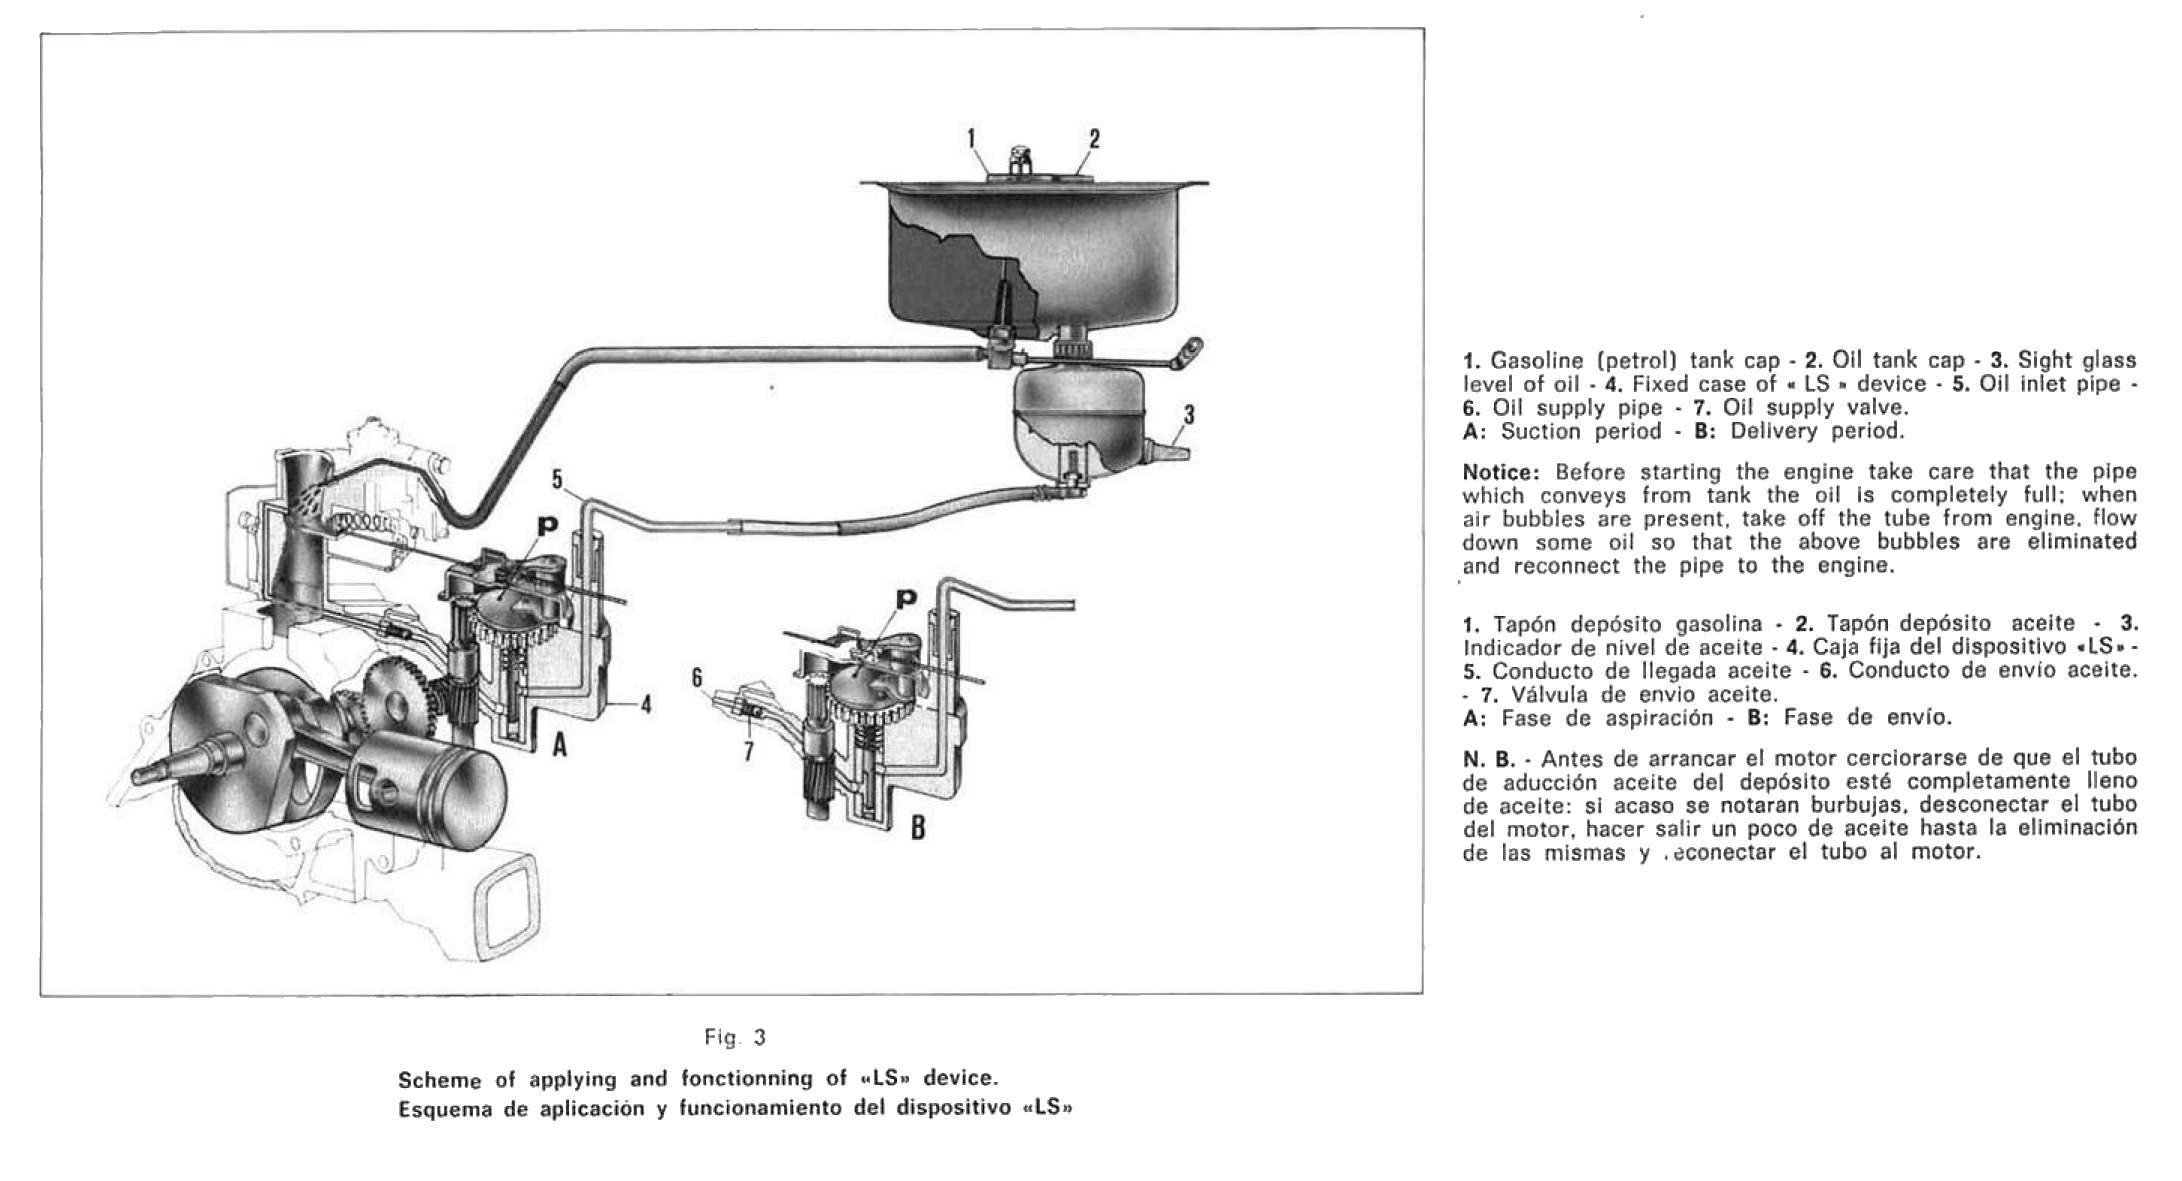 1
2
3
5
P
P
4
6
7
A
B
1. Gasoline (petrol) tank cap - 2. Oil tank cap - 3. Sight glass
level of oil - 4. Fixed case of « LS » device - 5. Oil inlet pipe -
6. Oil supply pipe - 7. Oil supply valve.
A: Suction period - B: Delivery period.
Notice: Before starting the engine take care that the pipe
which conveys from tank the oil is completely full; when
air bubbles are present, take off the tube from engine, flow
down some oil so that the above bubbles are eliminated
and reconnect the pipe to the engine.
1. Tapón depósito gasolina - 2. Tapón depósito aceite - 3.
Indicador de nivel de aceite - 4. Caja fija del dispositivo «LS» -
5. Conducto de llegada aceite - 6. Conducto de envío aceite.
- 7. Válvula de envio aceite.
A: Fase de aspiración - B: Fase de envío.
N. B. - Antes de arrancar el motor cerciorarse de que el tubo
de aducción aceite del depósito esté completamente lleno
de aceite: si acaso se notaran burbujas, desconectar el tubo
del motor, hacer salir un poco de aceite hasta la eliminación
de las mismas y reconectar el tubo al motor.
Fig. 3
Scheme of applying and fonctionning of «LS» device.
Esquema de aplicación y funcionamiento del dispositivo «LS»